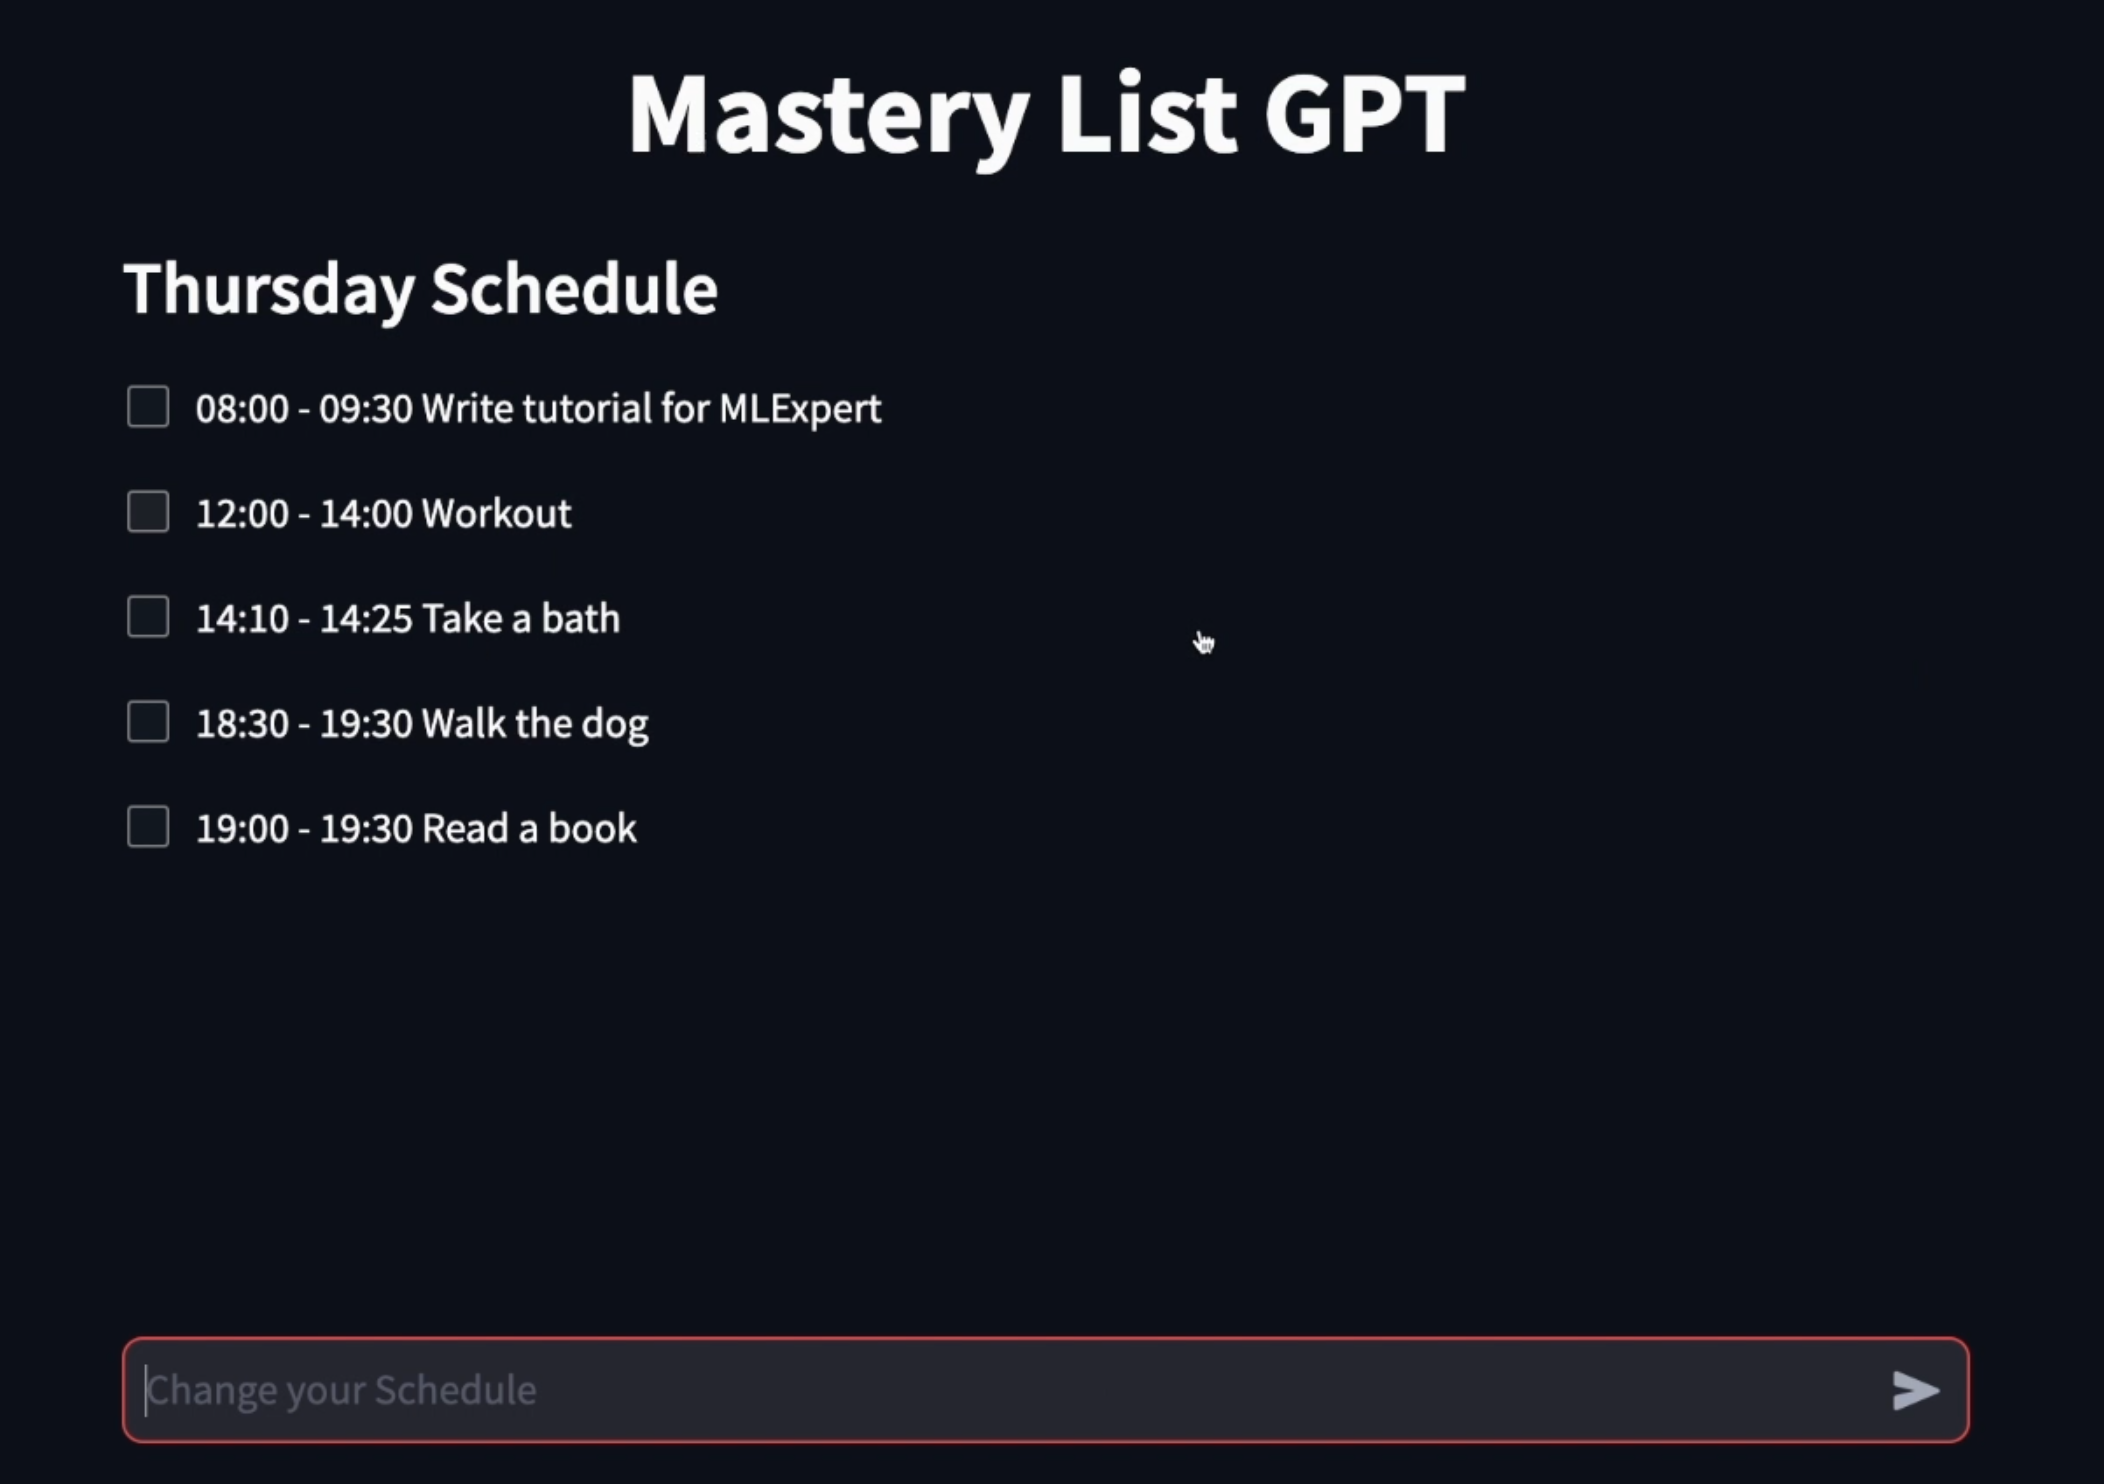 Mastery List GPT
Thursday Schedule
08:00 - 09:30 Write tutorial for MLExpert
12:00 - 14:00 Workout
14:10 - 14:25 Take a bath
18:30 - 19:30 Walk the dog
19:00 - 19:30 Read a book
Change your Schedule